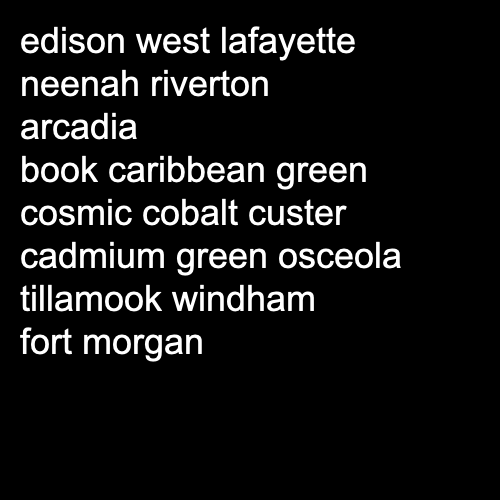 edison west lafayette
neenah riverton
arcadia
book caribbean green
cosmic cobalt custer
cadmium green osceola
tillamook windham
fort morgan